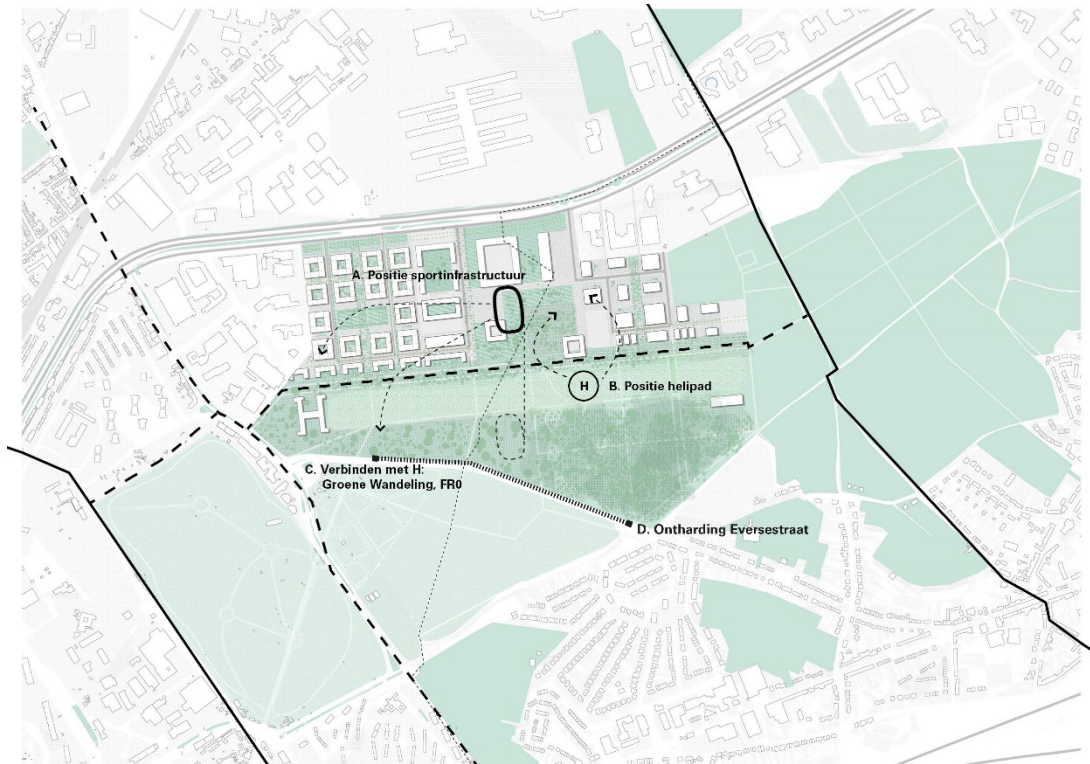 A. Positie sportinfrastructuur
H
B. Positie helipad
C. Verbinden met H:
Groene Wandeling, FR0
D. Ontharding Eversestraat